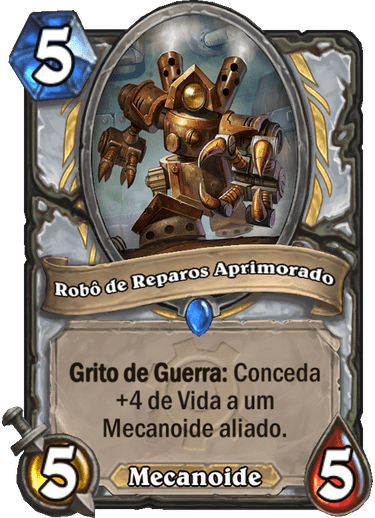 5
Robô de Reparos Aprimorado
Grito de Guerra: Conceda
+4 de Vida a um
Mecanoide aliado.
5
Mecanoide
5